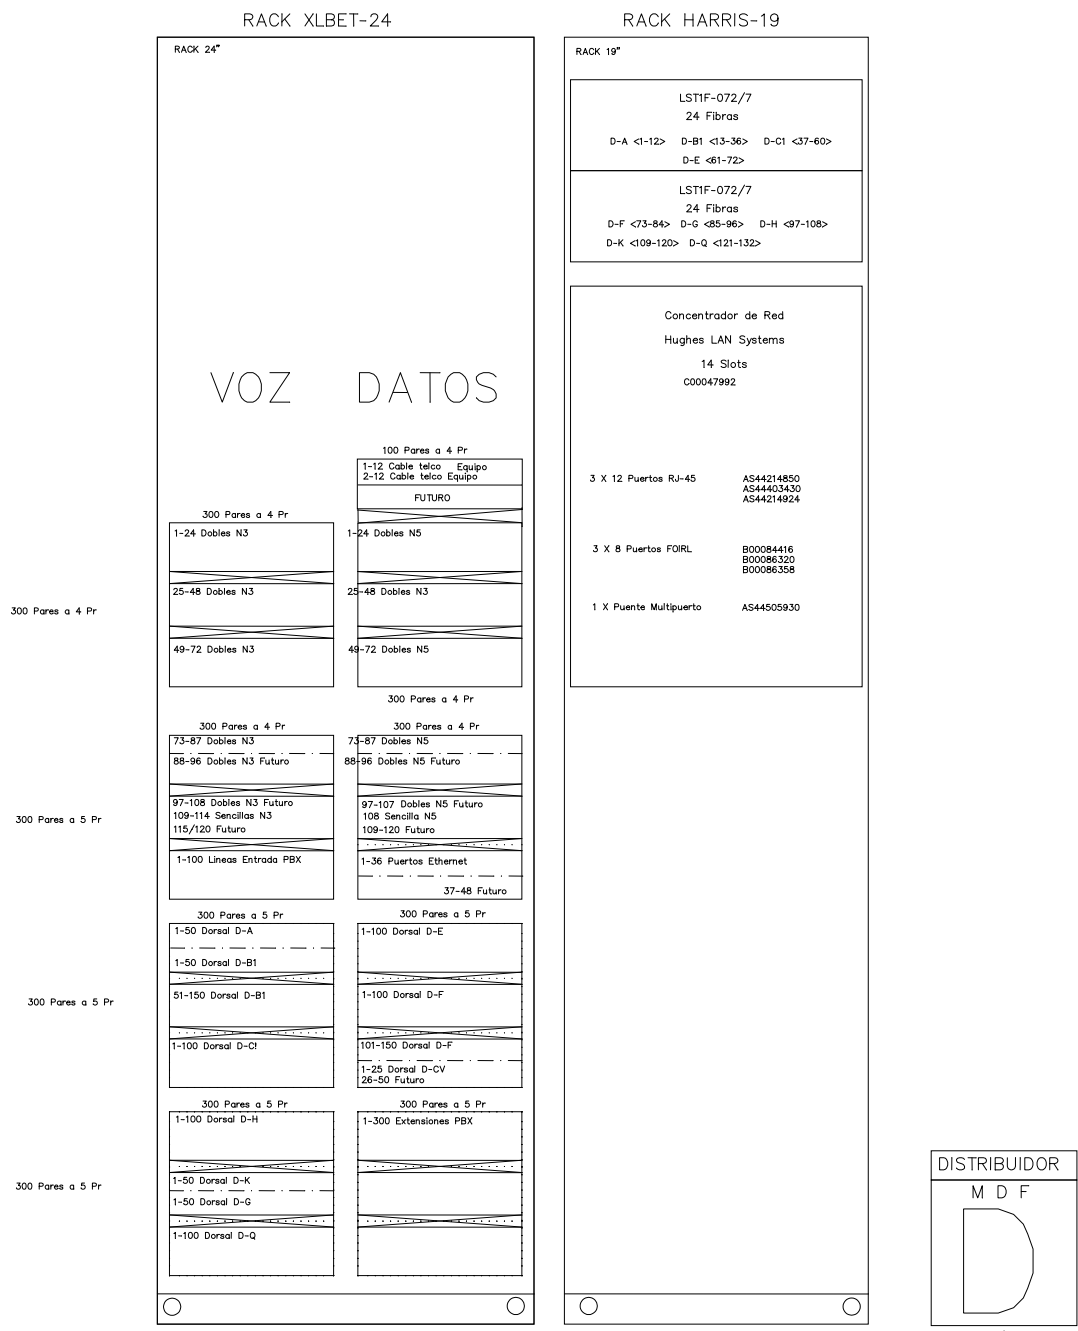 RACK XLBET-24
RACK 24"
VOZ DATOS
100 Pares a 4 Pr
1-12 Cable telco Equipo
2-12 Cable telco Equipo
FUTURO
300 Pares a 4 Pr
1-24 Dobles N3
1-24 Dobles N5
25-48 Dobles N3
25-48 Dobles N3
300 Pares a 4 Pr
49-72 Dobles N3
49-72 Dobles N5
300 Pares a 4 Pr
300 Pares a 4 Pr
300 Pares a 4 Pr
73-87 Dobles N3
88-96 Dobles N3 Futuro
97-108 Dobles N3 Futuro
109-114 Sencillas N3
115/120 Futuro
1-100 Lineas Entrada PBX
73-87 Dobles N5
88-96 Dobles N5 Futuro
97-107 Dobles N5 Futuro
108 Sencilla N5
109-120 Futuro
1-36 Puertos Ethernet
37-48 Futuro
300 Pares a 5 Pr
300 Pares a 5 Pr
300 Pares a 5 Pr
1-50 Dorsal D-A
1-50 Dorsal D-B1
51-150 Dorsal D-B1
1-100 Dorsal D-C!
1-100 Dorsal D-E
1-100 Dorsal D-F
101-150 Dorsal D-F
1-25 Dorsal D-CV
26-50 Futuro
300 Pares a 5 Pr
300 Pares a 5 Pr
300 Pares a 5 Pr
1-100 Dorsal D-H
1-50 Dorsal D-K
1-50 Dorsal D-G
1-100 Dorsal D-Q
1-300 Extensiones PBX
300 Pares a 5 Pr
RACK HARRIS-19
RACK 19"
LST1F-072/7
24 Fibras
D-A <1-12> D-B1 <13-36> D-C1 <37-60>
D-E <61-72>
LST1F-072/7
24 Fibras
D-F <73-84> D-G <85-96> D-H <97-108>
D-K <109-120> D-Q <121-132>
Concentrador de Red
Hughes LAN Systems
14 Slots
C00047992
3 X 12 Puertos RJ-45 AS44214850
AS44403430
AS44214924
3 X 8 Puertos FOIRL B00084416
B00086320
B00086358
1 X Puente Multipuerto AS44505930
DISTRIBUIDOR
M D F
D